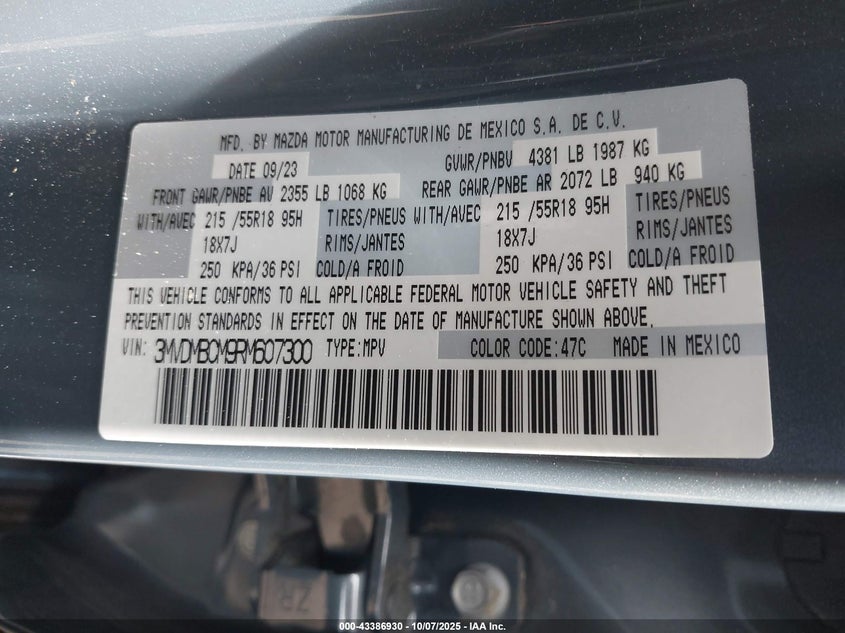 MFD. BY MAZDA MOTOR MANUFACTURING DE MEXICO S.A. DE C.V.
DATE 09/23 GVWR/PNBV 4381 LB 1987 KG
FRONT GAWR/PNBE AV 2355 LB 1068 KG REAR GAWR/PNBE AR 2072 LB 940 KG
WITH/AVEC 215 /55R18 95H TIRES/PNEUS WITH/AVEC 215 /55R18 95H TIRES/PNEUS
18X7J RIMS/JANTES 18X7J RIMS/JANTES
250 KPA/36 PSI COLD/A FROID 250 KPA/36 PSI COLD/A FROID
THIS VEHICLE CONFORMS TO ALL APPLICABLE FEDERAL MOTOR VEHICLE SAFETY AND THEFT
PREVENTION STANDARDS IN EFFECT ON THE DATE OF MANUFACTURE SHOWN ABOVE.
VIN: 3MVDMBCM9RM607300 TYPE:MPV COLOR CODE:47C MADE IN MEXICO
ZR
000-43386930 - 10/07/2025 - IAA Inc.